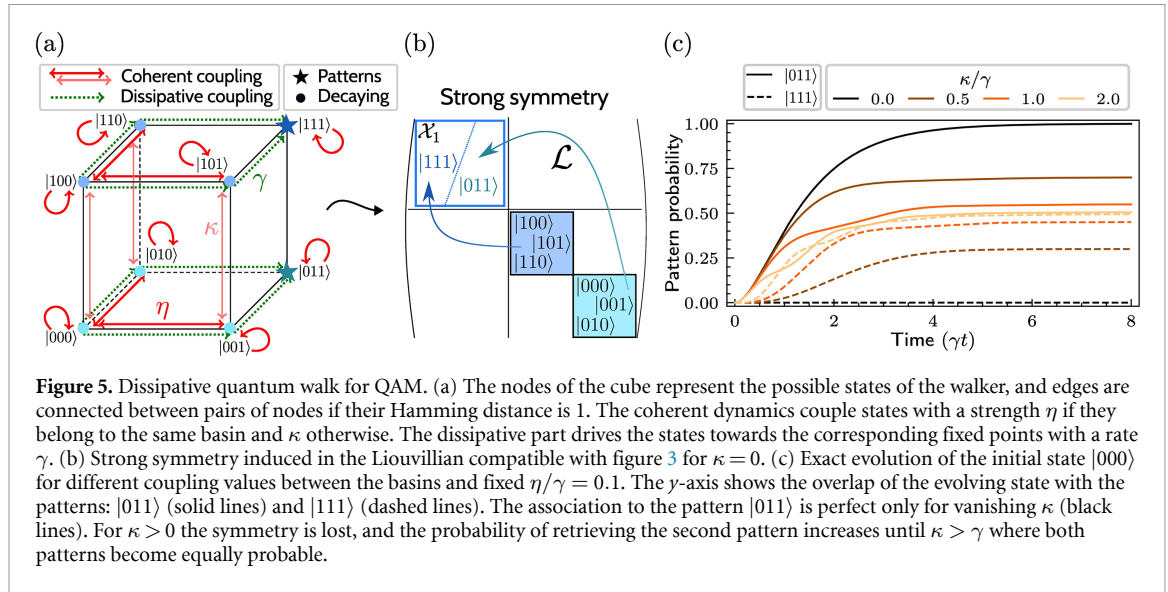 (a)
Coherent coupling
Dissipative coupling
★ Patterns
● Decaying
|110⟩
|111⟩
|101⟩
|100⟩
γ
κ
|010⟩
|011⟩
η
|000⟩
|001⟩
(b)
Strong symmetry
𝒳₁
|111⟩
|011⟩
ℒ
|100⟩
|101⟩
|110⟩
|000⟩
|001⟩
|010⟩
(c)
|011⟩
|111⟩
κ/γ
0.0 0.5 1.0 2.0
Pattern probability
1.00
0.75
0.50
0.25
0.00
0 2 4 6 8
Time (γt)
Figure 5. Dissipative quantum walk for QAM. (a) The nodes of the cube represent the possible states of the walker, and edges are
connected between pairs of nodes if their Hamming distance is 1. The coherent dynamics couple states with a strength η if they
belong to the same basin and κ otherwise. The dissipative part drives the states towards the corresponding fixed points with a rate
γ. (b) Strong symmetry induced in the Liouvillian compatible with figure 3 for κ = 0. (c) Exact evolution of the initial state |000⟩
for different coupling values between the basins and fixed η/γ = 0.1. The y-axis shows the overlap of the evolving state with the
patterns: |011⟩ (solid lines) and |111⟩ (dashed lines). The association to the pattern |011⟩ is perfect only for vanishing κ (black
lines). For κ > 0 the symmetry is lost, and the probability of retrieving the second pattern increases until κ > γ where both
patterns become equally probable.